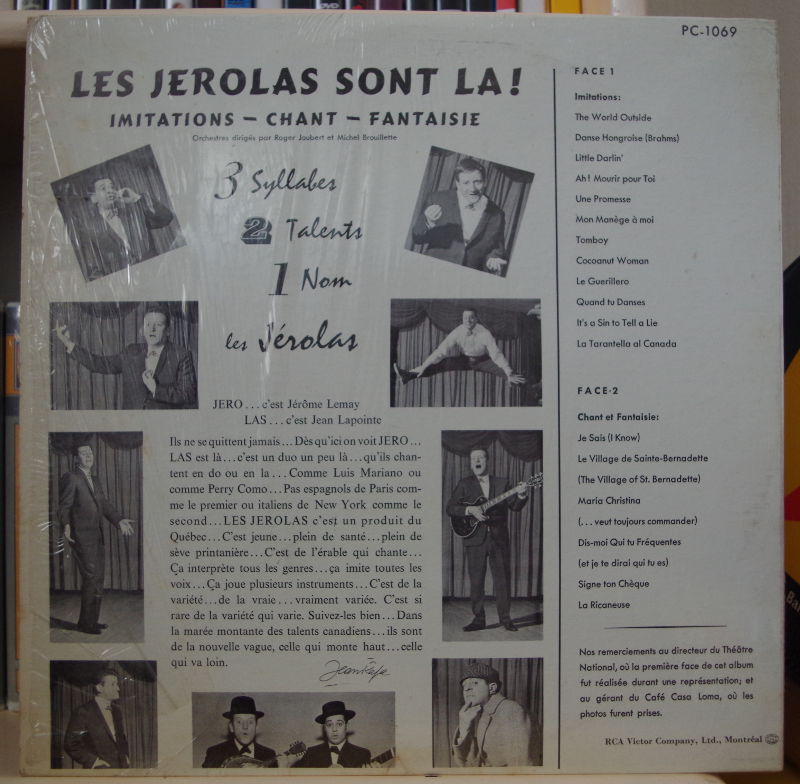 PC-1069
LES JEROLAS SONT LA!
IMITATIONS – CHANT – FANTAISIE
Orchestres dirigés par Roger Joubert et Michel Brouillette
3 Syllabes
2 Talents
1 Nom
les Jérolas
JERO... c'est Jérôme Lemay
LAS... c'est Jean Lapointe
Ils ne se quittent jamais... Dès qu'ici on voit JERO...
LAS est là... c'est un duo un peu là... qu'ils chan-
tent en do ou en la... Comme Luis Mariano ou
comme Perry Como... Pas espagnols de Paris com-
me le premier ou italiens de New York comme le
second... LES JEROLAS c'est un produit du
Québec... C'est jeune... plein de santé... plein de
sève printanière... C'est de l'érable qui chante...
Ça interprète tous les genres... ça imite toutes les
voix... Ça joue plusieurs instruments... C'est de la
variété... de la vraie... vraiment variée. C'est si
rare de la variété qui varie. Suivez-les bien... Dans
la marée montante des talents canadiens... ils sont
de la nouvelle vague, celle qui monte haut... celle
qui va loin.
FACE 1
Imitations:
The World Outside
Danse Hongroise (Brahms)
Little Darlin'
Ah! Mourir pour Toi
Une Promesse
Mon Manège à moi
Tomboy
Cocoanut Woman
Le Guerillero
Quand tu Danses
It's a Sin to Tell a Lie
La Tarantella al Canada
FACE-2
Chant et Fantaisie:
Je Sais (I Know)
Le Village de Sainte-Bernadette
(The Village of St. Bernadette)
Maria Christina
(... veut toujours commander)
Dis-moi Qui tu Fréquentes
(et je te dirai qui tu es)
Signe ton Chèque
La Ricaneuse
Nos remerciements au directeur du Théâtre
National, où la première face de cet album
fut réalisée durant une représentation; et
au gérant du Café Casa Loma, où les
photos furent prises.
RCA Victor Company, Ltd., Montréal